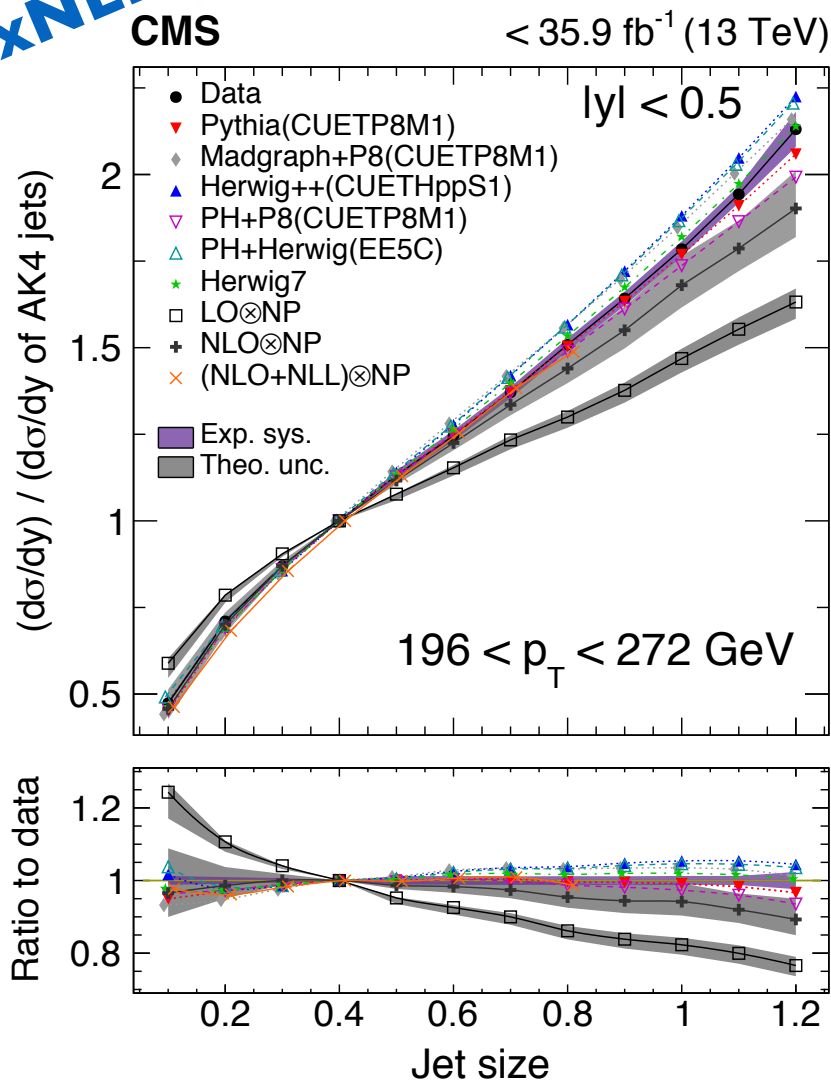 xNL
CMS
< 35.9 fb⁻¹ (13 TeV)
|y| < 0.5
Data
Pythia(CUETP8M1)
Madgraph+P8(CUETP8M1)
Herwig++(CUETHppS1)
PH+P8(CUETP8M1)
PH+Herwig(EE5C)
Herwig7
LO⊗NP
NLO⊗NP
(NLO+NLL)⊗NP
Exp. sys.
Theo. unc.
196 < p_T < 272 GeV
(dσ/dy) / (dσ/dy of AK4 jets)
2
1.5
1
0.5
Ratio to data
1.2
1
0.8
0.2 0.4 0.6 0.8 1 1.2
Jet size